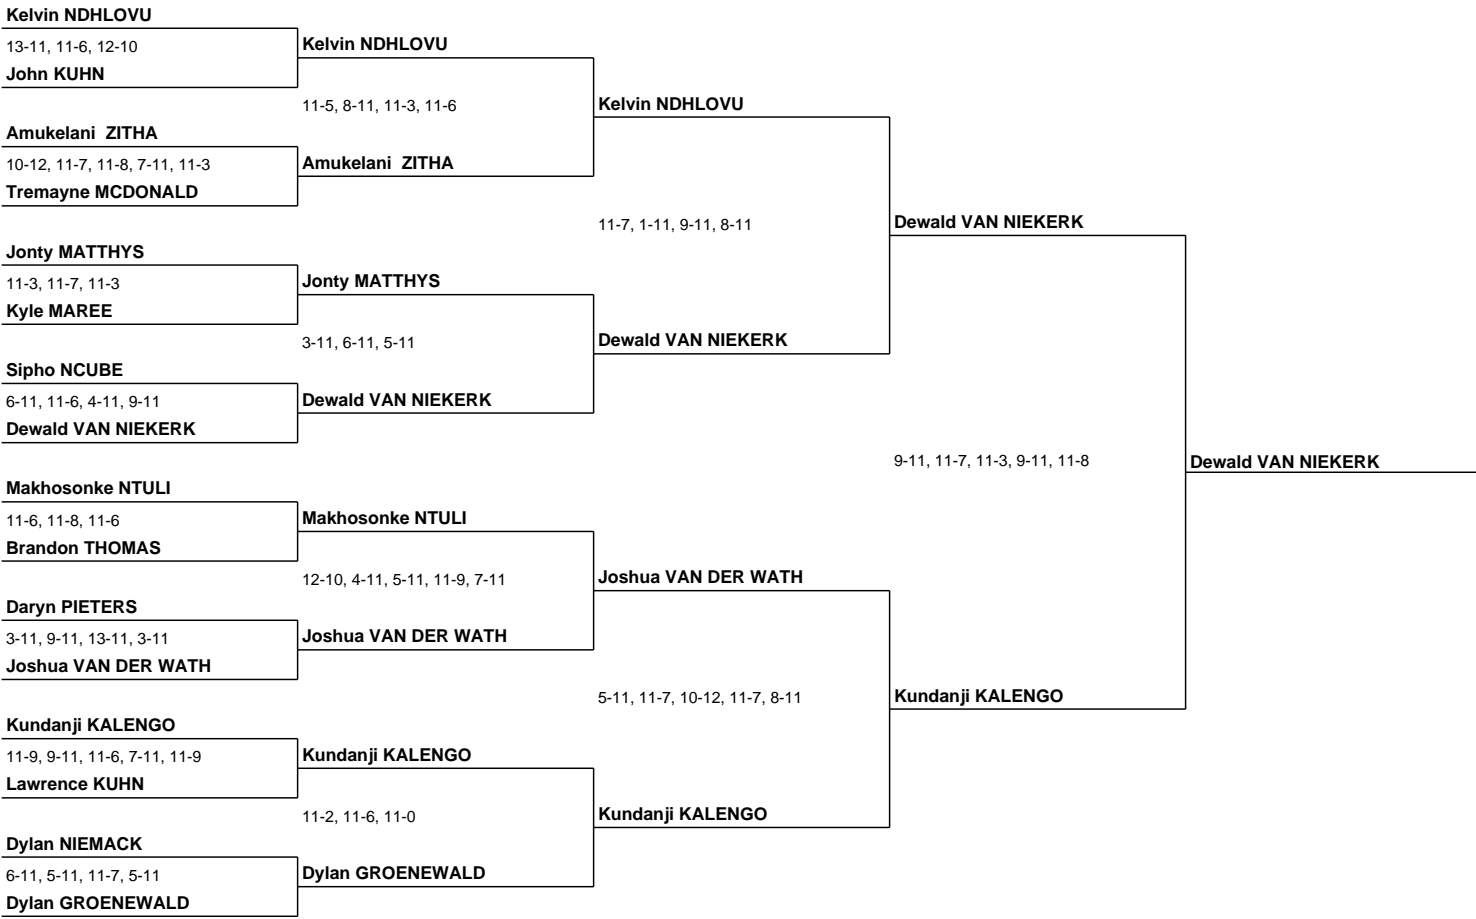 Kelvin NDHLOVU
13-11, 11-6, 12-10
John KUHN
Amukelani  ZITHA
10-12, 11-7, 11-8, 7-11, 11-3
Tremayne MCDONALD
Jonty MATTHYS
11-3, 11-7, 11-3
Kyle MAREE
Sipho NCUBE
6-11, 11-6, 4-11, 9-11
Dewald VAN NIEKERK
Makhosonke NTULI
11-6, 11-8, 11-6
Brandon THOMAS
Daryn PIETERS
3-11, 9-11, 13-11, 3-11
Joshua VAN DER WATH
Kundanji KALENGO
11-9, 9-11, 11-6, 7-11, 11-9
Lawrence KUHN
Dylan NIEMACK
6-11, 5-11, 11-7, 5-11
Dylan GROENEWALD
Kelvin NDHLOVU
11-5, 8-11, 11-3, 11-6
Amukelani  ZITHA
Jonty MATTHYS
3-11, 6-11, 5-11
Dewald VAN NIEKERK
Makhosonke NTULI
12-10, 4-11, 5-11, 11-9, 7-11
Joshua VAN DER WATH
Kundanji KALENGO
11-2, 11-6, 11-0
Dylan GROENEWALD
Kelvin NDHLOVU
11-7, 1-11, 9-11, 8-11
Dewald VAN NIEKERK
Joshua VAN DER WATH
5-11, 11-7, 10-12, 11-7, 8-11
Kundanji KALENGO
Dewald VAN NIEKERK
9-11, 11-7, 11-3, 9-11, 11-8
Kundanji KALENGO
Dewald VAN NIEKERK